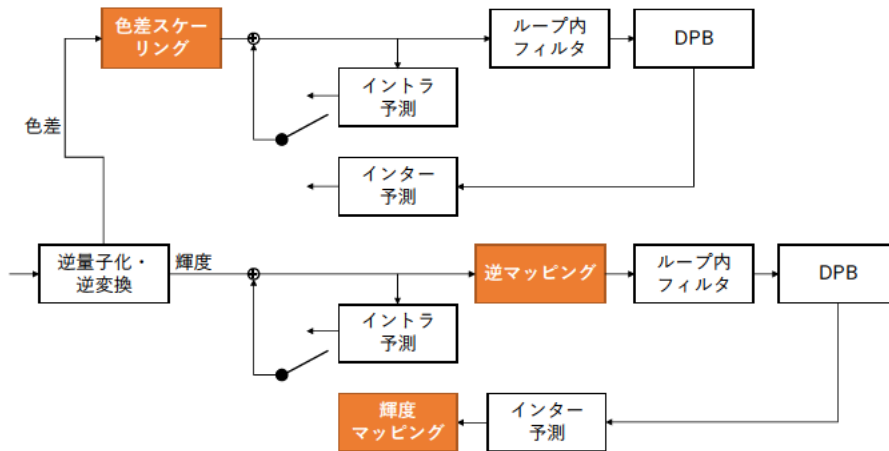 色差スケー
リング
ループ内
フィルタ
DPB
イントラ
予測
色差
インター
予測
逆量子化・
逆変換
輝度
逆マッピング
ループ内
フィルタ
DPB
イントラ
予測
輝度
マッピング
インター
予測